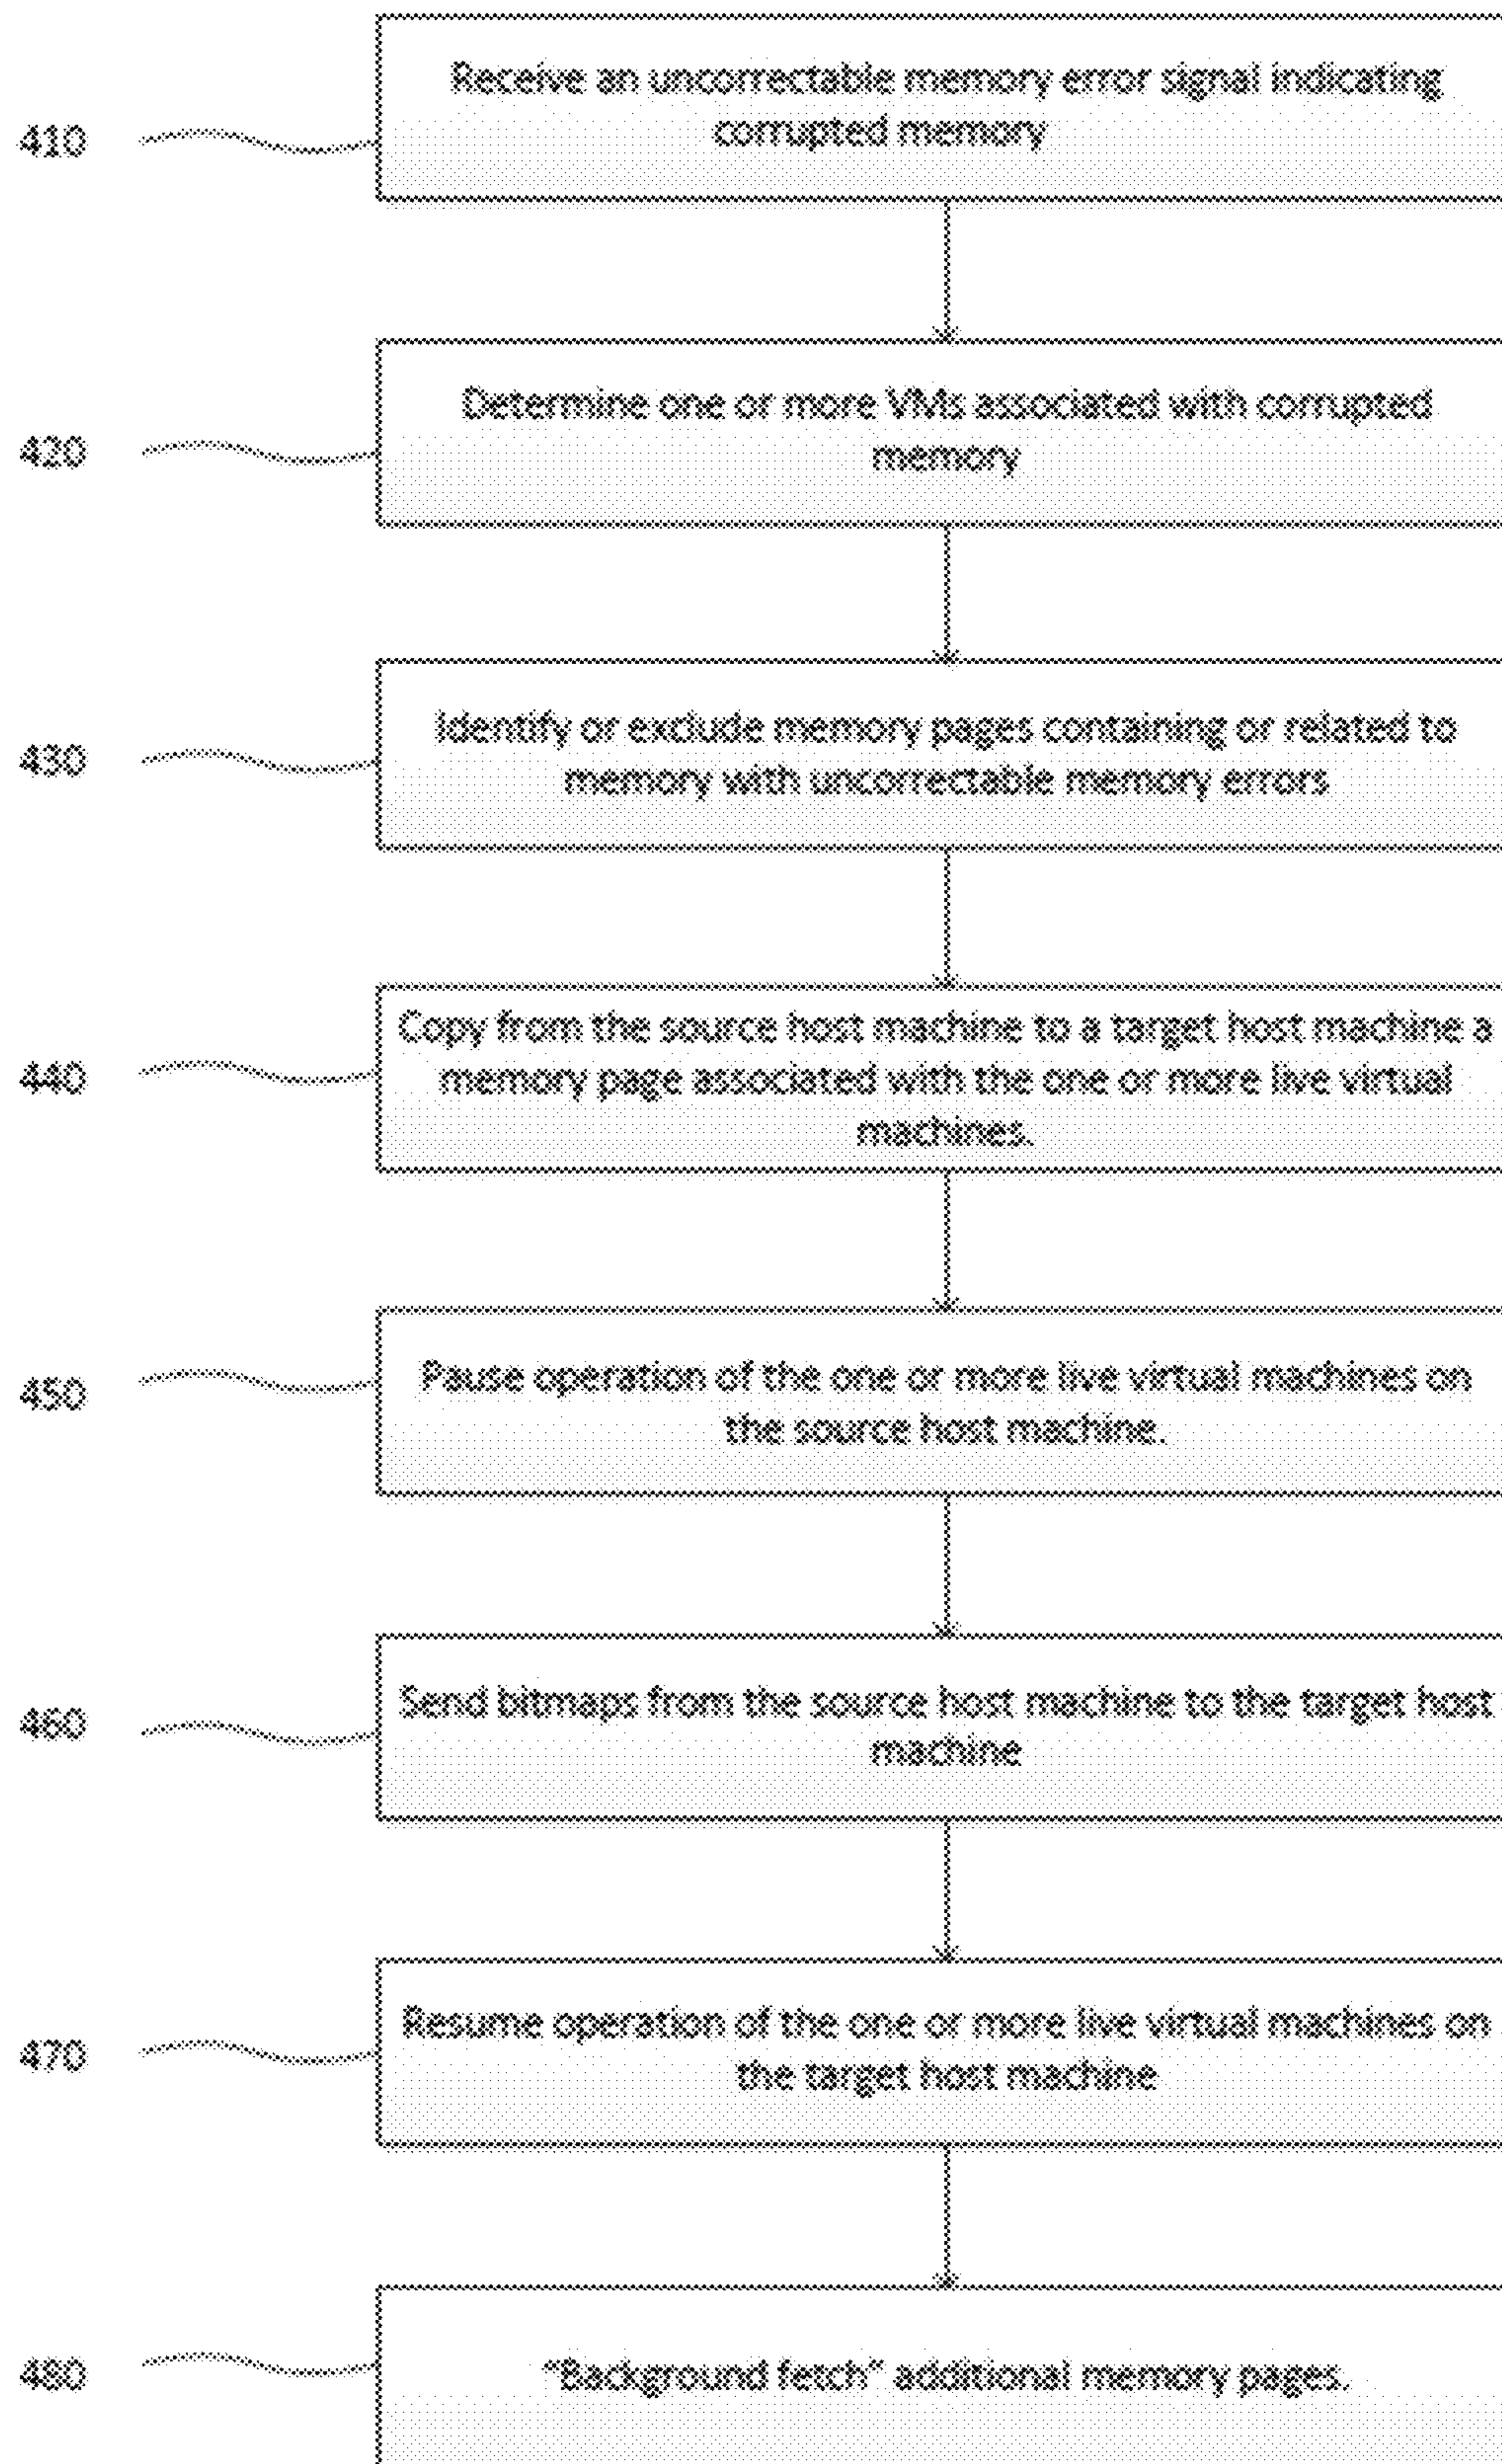 Receive an uncorrectable memory error signal indicating
corrupted memory
410
Determine one or more VMs associated with corrupted
memory
420
Identify or exclude memory pages containing or related to
memory with uncorrectable memory errors
430
Copy from the source host machine to a target host machine a
memory page associated with the one or more live virtual
machines.
440
Pause operation of the one or more live virtual machines on
the source host machine.
450
Send bitmaps from the source host machine to the target host
machine
460
Resume operation of the one or more live virtual machines on
the target host machine
470
"Background fetch" additional memory pages.
480